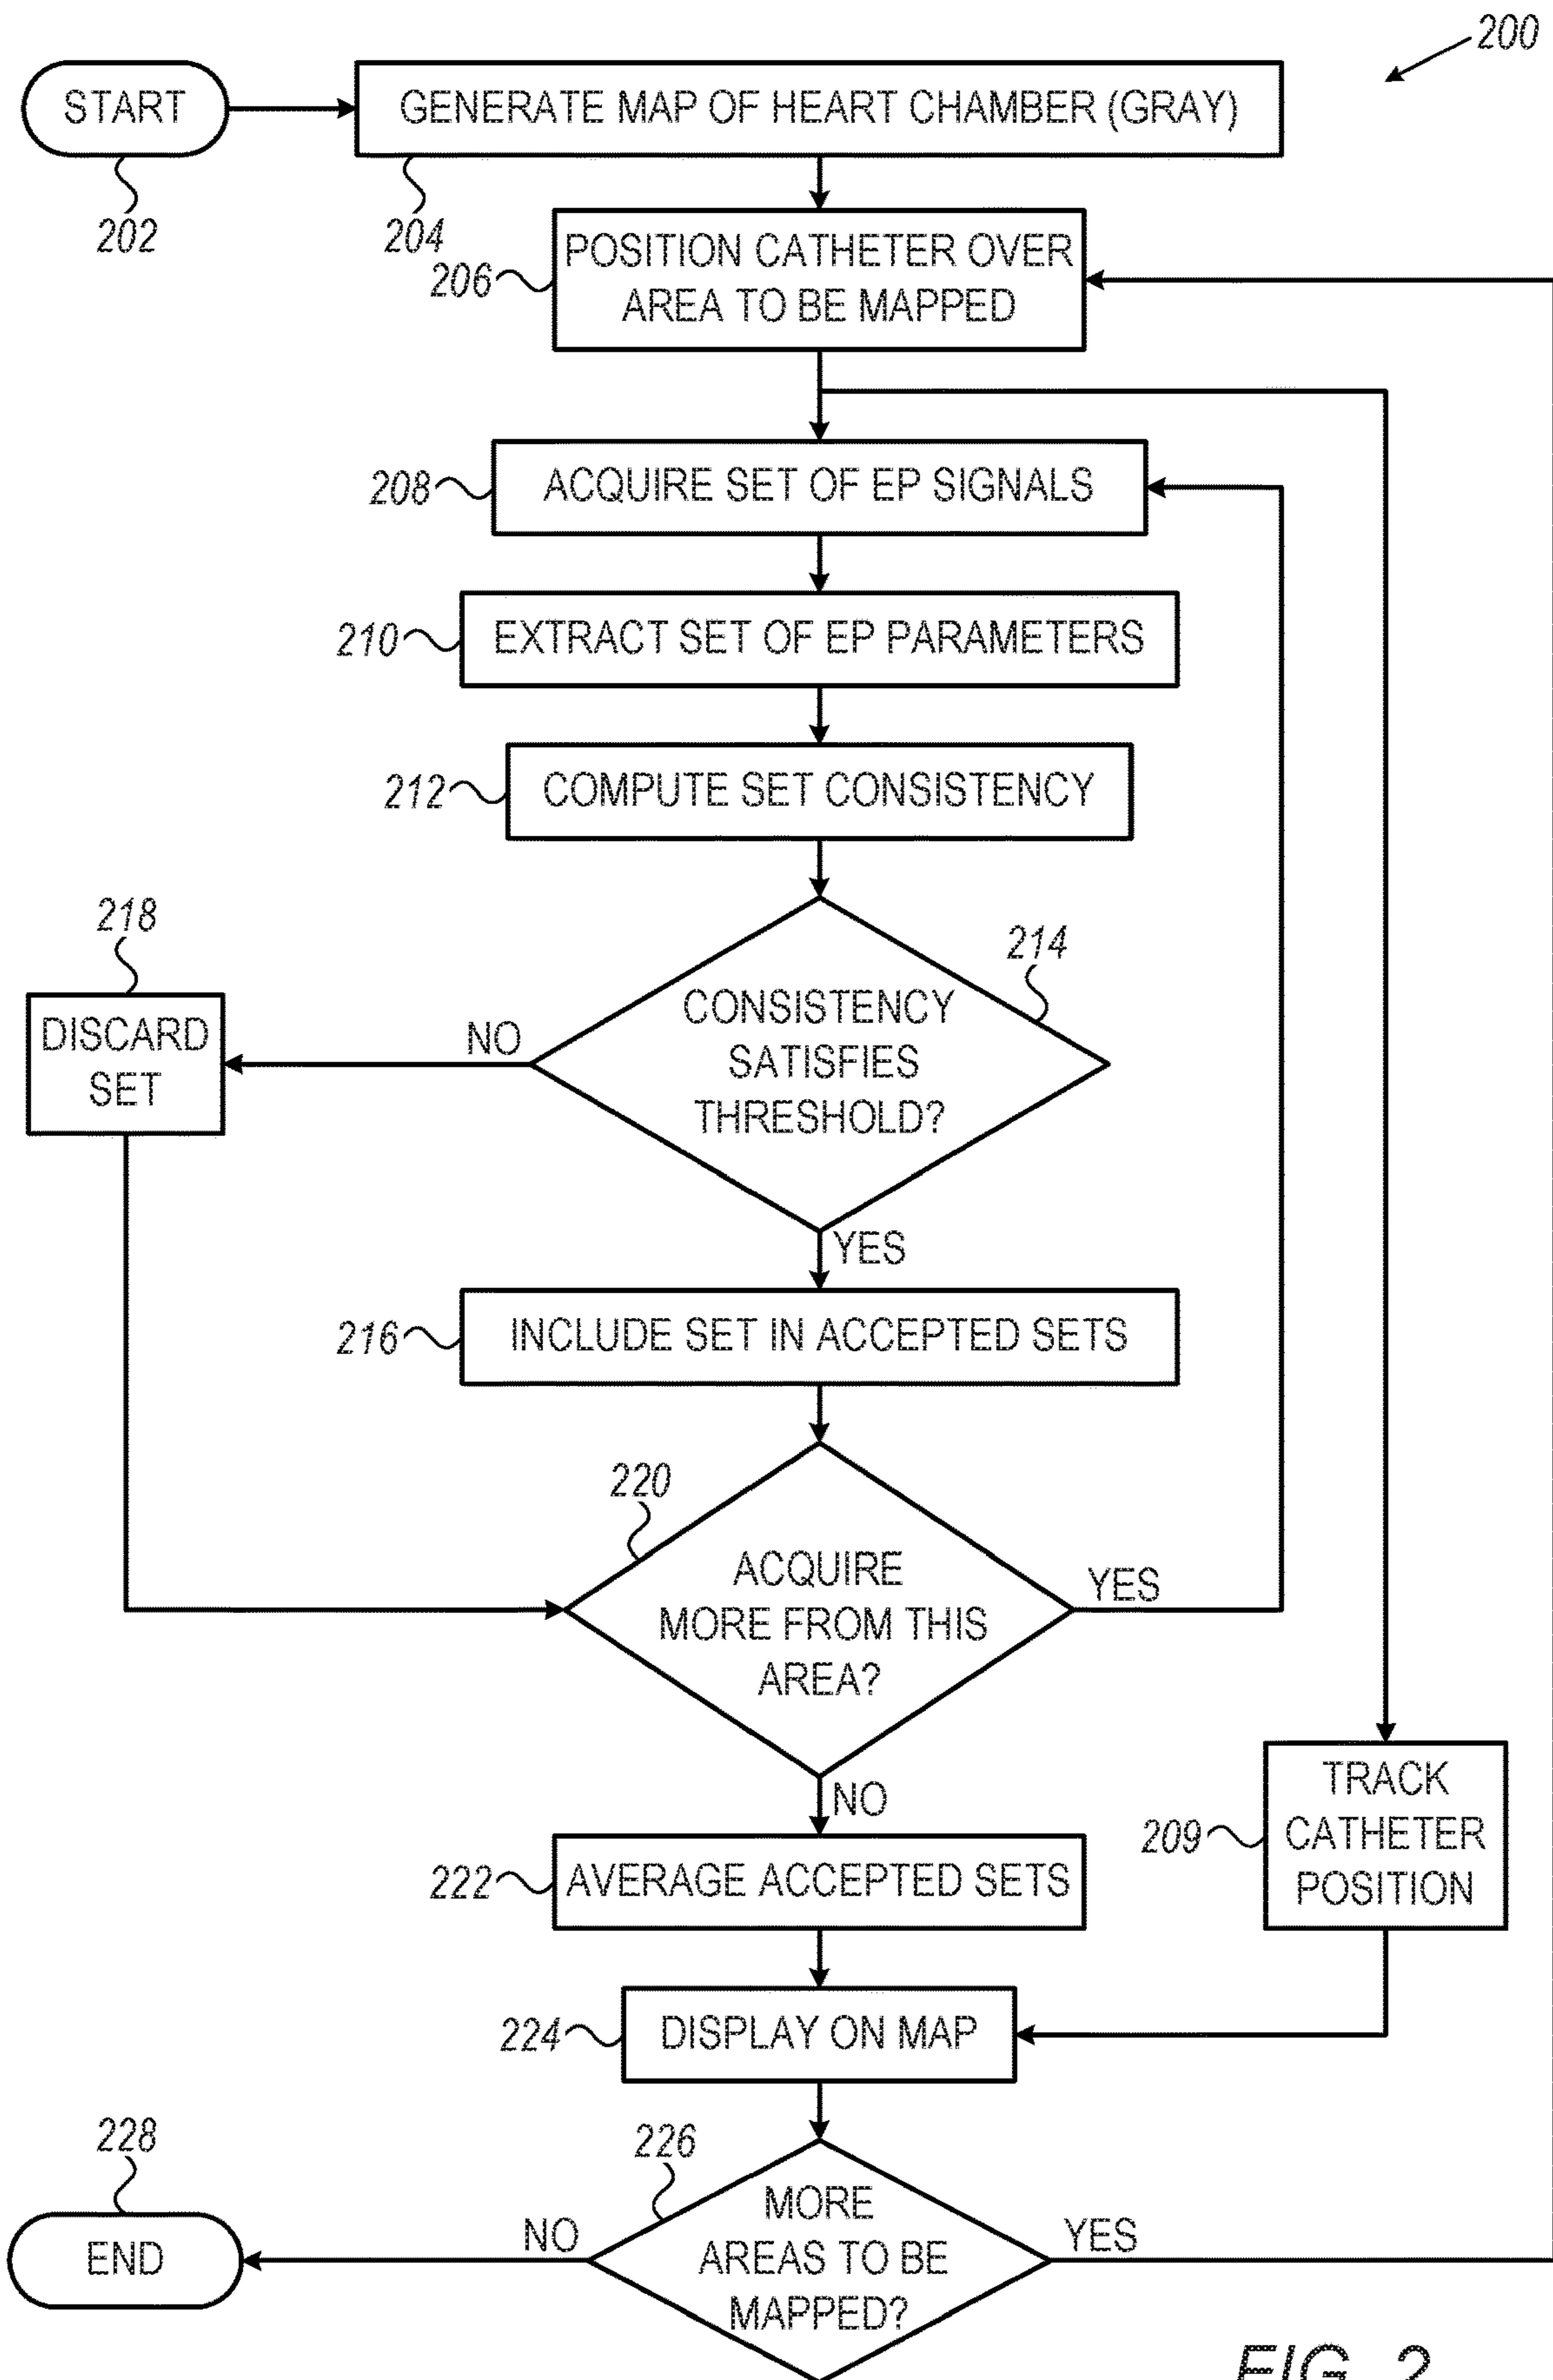 200
START
GENERATE MAP OF HEART CHAMBER (GRAY)
202
204
206
POSITION CATHETER OVER
AREA TO BE MAPPED
208
ACQUIRE SET OF EP SIGNALS
210
EXTRACT SET OF EP PARAMETERS
212
COMPUTE SET CONSISTENCY
218
214
DISCARD
SET
NO
CONSISTENCY
SATISFIES
THRESHOLD?
YES
216
INCLUDE SET IN ACCEPTED SETS
220
ACQUIRE
MORE FROM THIS
AREA?
YES
NO
209
TRACK
CATHETER
POSITION
222
AVERAGE ACCEPTED SETS
224
DISPLAY ON MAP
228
226
END
NO
MORE
AREAS TO BE
MAPPED?
YES
FIG. 2